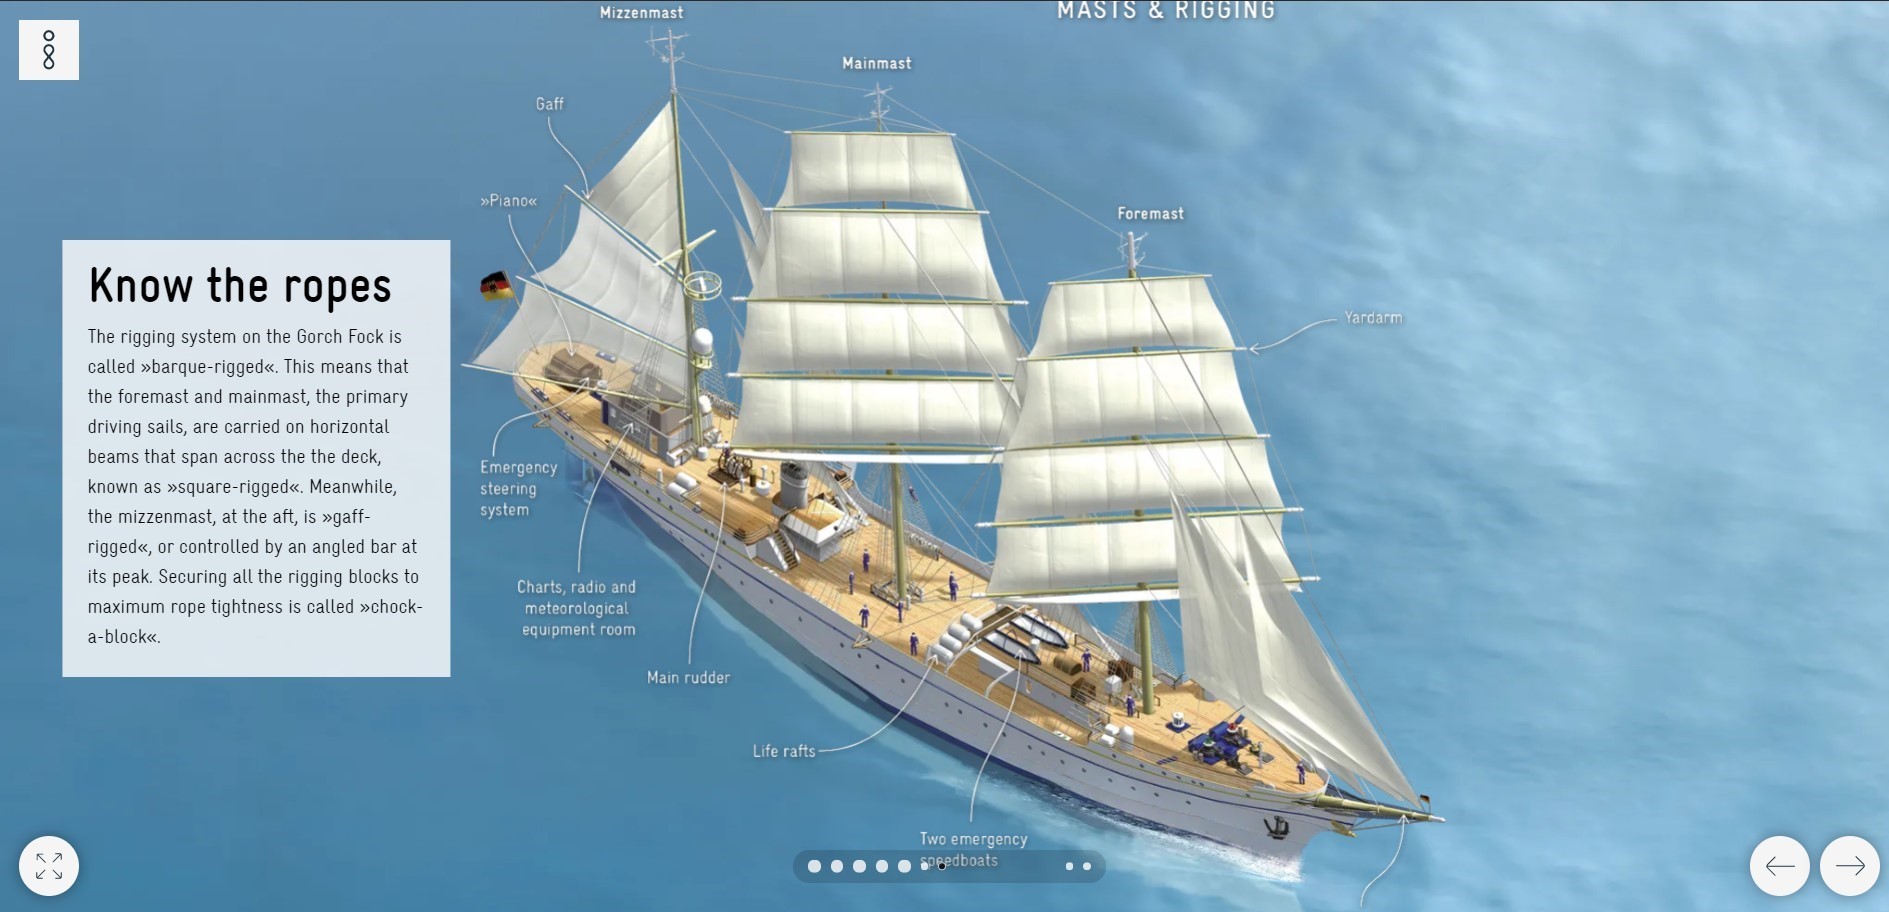 MASTS & RIGGING
Mizzenmast
Mainmast
Gaff
»Piano«
Foremast
Yardarm
Know the ropes
The rigging system on the Gorch Fock is
called »barque-rigged«. This means that
the foremast and mainmast, the primary
driving sails, are carried on horizontal
beams that span across the the deck,
known as »square-rigged«. Meanwhile,
the mizzenmast, at the aft, is »gaff-
rigged«, or controlled by an angled bar at
its peak. Securing all the rigging blocks to
maximum rope tightness is called »chock-
a-block«.
Emergency
steering
system
Charts, radio and
meteorological
equipment room
Main rudder
Life rafts
Two emergency
speedboats